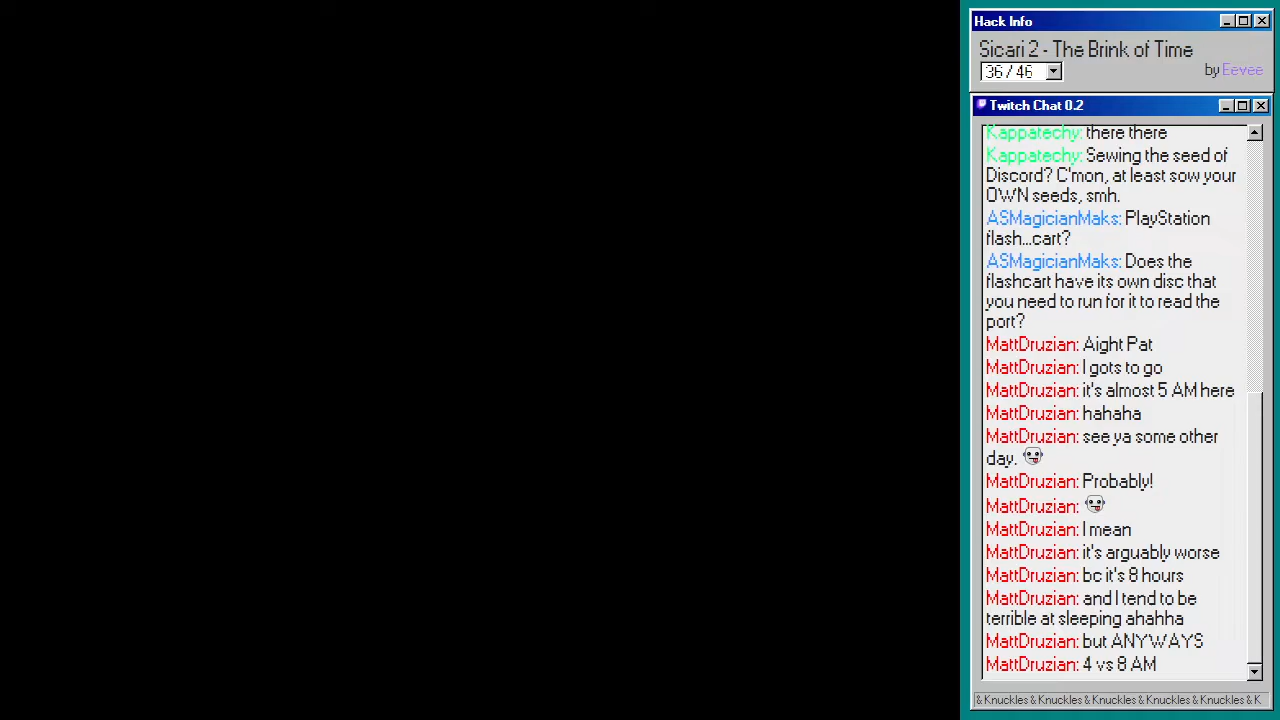 Hack Info
Sicari 2 - The Brink of Time
36 / 46
by Eevee
Twitch Chat 0.2
Kappatechy: there there
Kappatechy: Sewing the seed of
Discord? C'mon, at least sow your
OWN seeds, smh.
ASMagicianMaks: PlayStation
flash...cart?
ASMagicianMaks: Does the
flashcart have its own disc that
you need to run for it to read the
port?
MattDruzian: Aight Pat
MattDruzian: I gots to go
MattDruzian: it's almost 5 AM here
MattDruzian: hahaha
MattDruzian: see ya some other
day.
MattDruzian: Probably!
MattDruzian:
MattDruzian: I mean
MattDruzian: it's arguably worse
MattDruzian: bc it's 8 hours
MattDruzian: and I tend to be
terrible at sleeping ahahha
MattDruzian: but ANYWAYS
MattDruzian: 4 vs 8 AM
& Knuckles & Knuckles & Knuckles & Knuckles & Knuckles & K